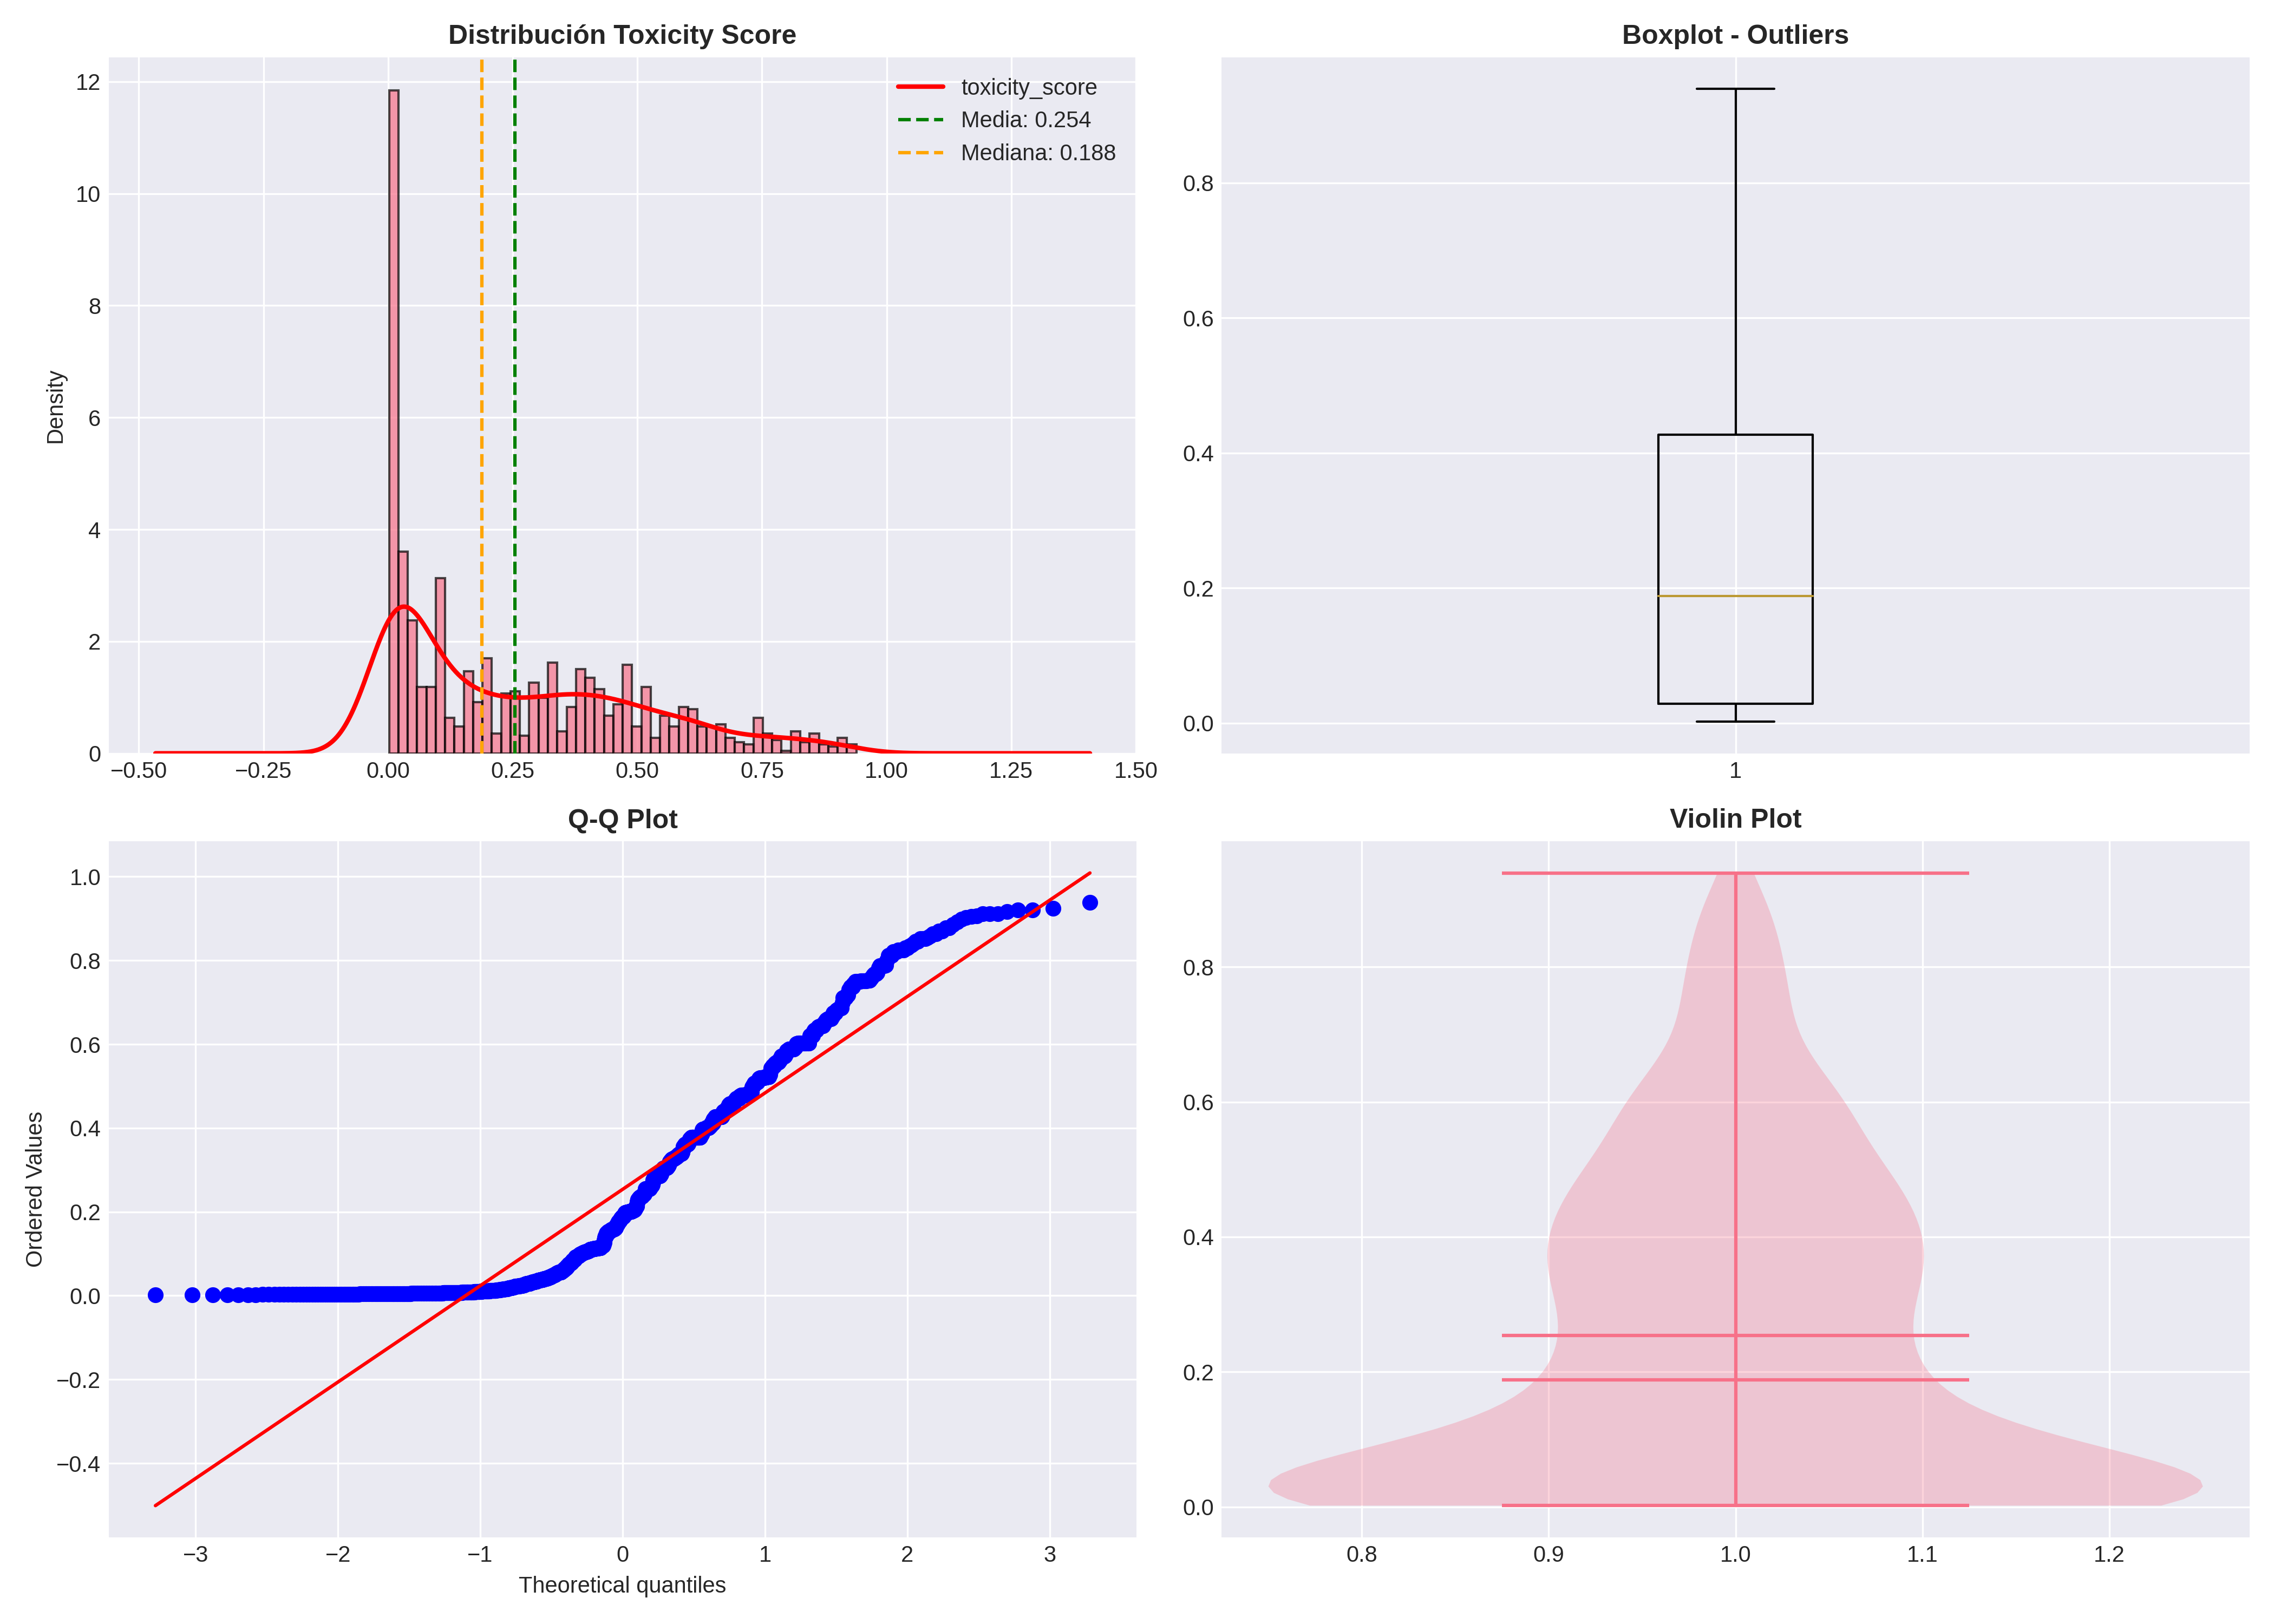 Distribución Toxicity Score
Density
12
10
8
6
4
2
0
−0.50 −0.25 0.00 0.25 0.50 0.75 1.00 1.25 1.50
toxicity_score
Media: 0.254
Mediana: 0.188
Boxplot - Outliers
0.8
0.6
0.4
0.2
0.0
1
Q-Q Plot
Ordered Values
1.0
0.8
0.6
0.4
0.2
0.0
−0.2
−0.4
−3 −2 −1 0 1 2 3
Theoretical quantiles
Violin Plot
0.8
0.6
0.4
0.2
0.0
0.8 0.9 1.0 1.1 1.2